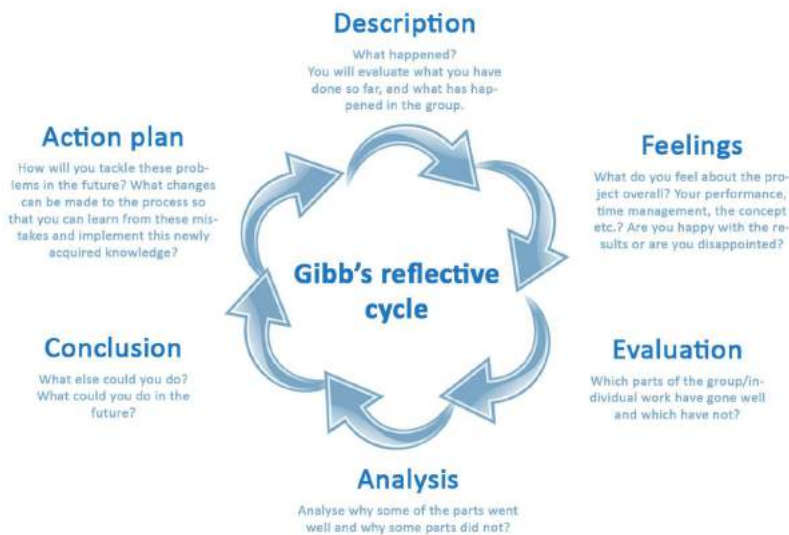 Description
What happened?
You will evaluate what you have
done so far, and what has hap-
pened in the group.
Feelings
What do you feel about the pro-
ject overall? Your performance,
time management, the concept
etc.? Are you happy with the re-
sults or are you disappointed?
Evaluation
Which parts of the group/in-
dividual work have gone well
and which have not?
Analysis
Analyse why some of the parts went
well and why some parts did not?
Conclusion
What else could you do?
What could you do in the
future?
Action plan
How will you tackle these prob-
lems in the future? What changes
can be made to the process so
that you can learn from these mis-
takes and implement this newly
acquired knowledge?
Gibb's reflective
cycle